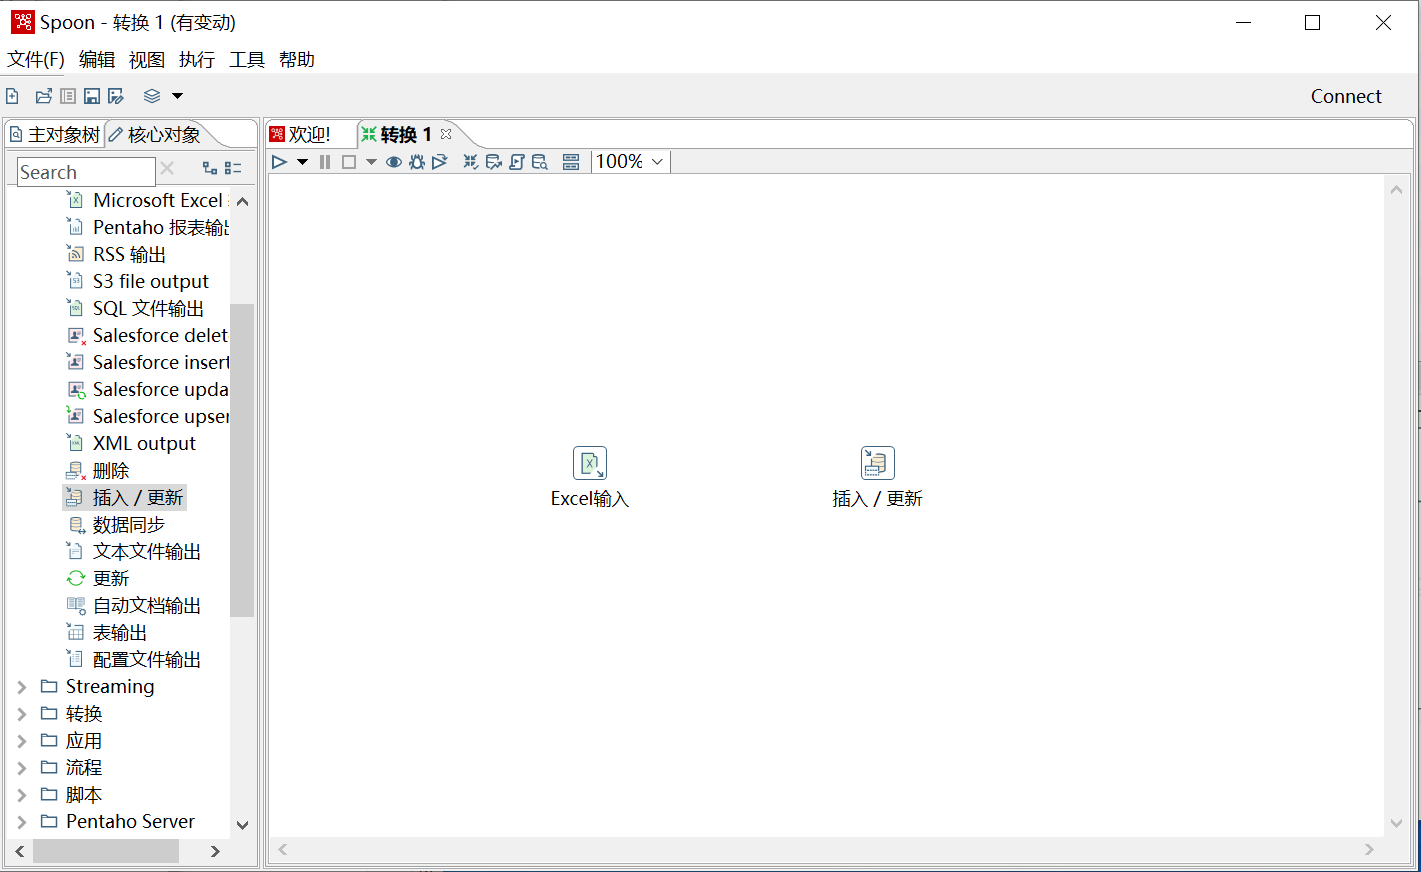 Spoon - 转换 1 (有变动)
文件(F) 编辑 视图 执行 工具 帮助
Connect
主对象树 核心对象
欢迎! 转换 1
Search
100%
Microsoft Excel
Pentaho 报表输出
RSS 输出
S3 file output
SQL 文件输出
Salesforce delet
Salesforce insert
Salesforce upda
Salesforce upser
XML output
删除
插入 / 更新
数据同步
文本文件输出
更新
自动文档输出
表输出
配置文件输出
Streaming
转换
应用
流程
脚本
Pentaho Server
Excel输入
插入 / 更新